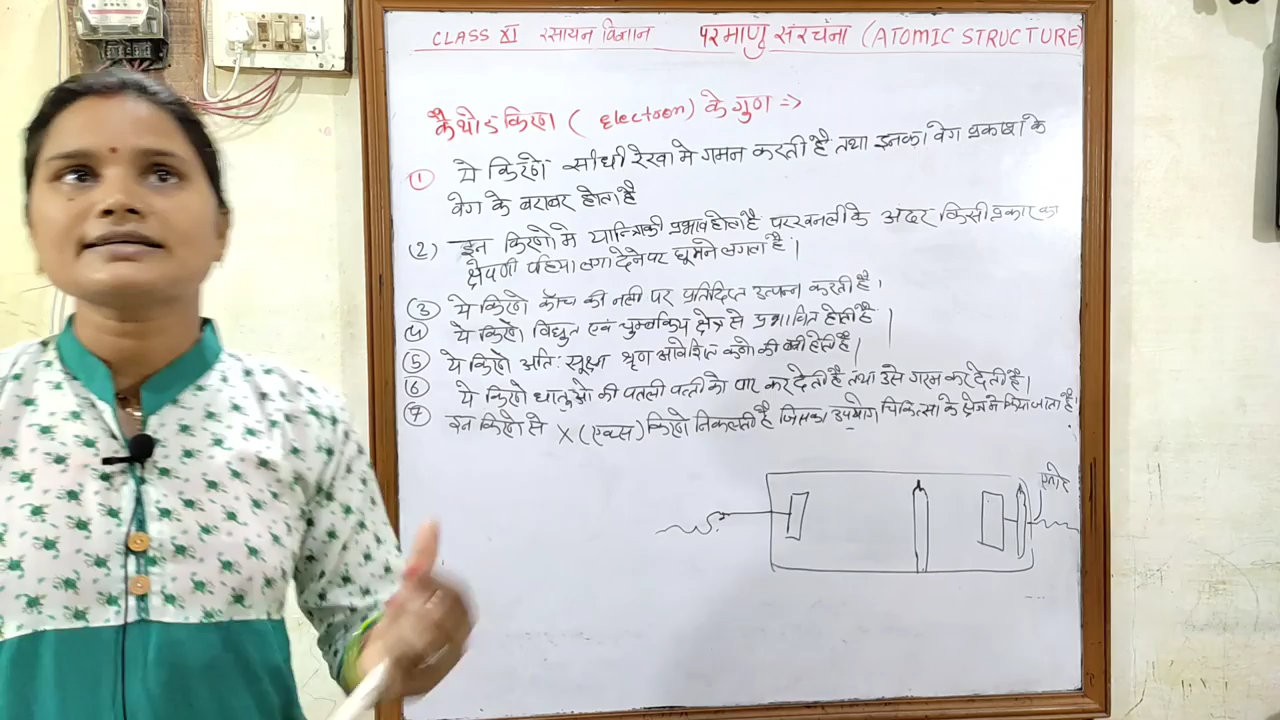 CLASS XI रसायन विज्ञान परमाणु संरचना (ATOMIC STRUCTURE)
कैथोड किरण (Electron) के गुण =>
① ये किरणें सीधी रेखा मे गमन करती है तथा इनका वेग प्रकाश के
वेग के बराबर होता है
(2) इन किरणो मे यान्त्रिकी प्रभाव होता है परखनली के अंदर किसी प्रकार का
क्षेपणी पहिया लगा देने पर घूमने लगता है |
(3) ये किरणे काँच की नली पर प्रतिदिप्त उत्पन्न करती है |
(4) ये किरणे विधुत एवं चुम्बकिय क्षेत्र से प्रभावित होती है |
(5) ये किरणे अति: सूक्ष्म ऋण आवेशित कणो की बनी होती है |
(6) ये किरणे धातुओ की पतली पत्ती को पार कर देती है तथा उसे गरम कर देती है |
(7) इन किरणो से X (एक्स) किरणे निकलती है जिसका उपयोग चिकित्सा के क्षेत्र मे किया जाता है |
एनोड